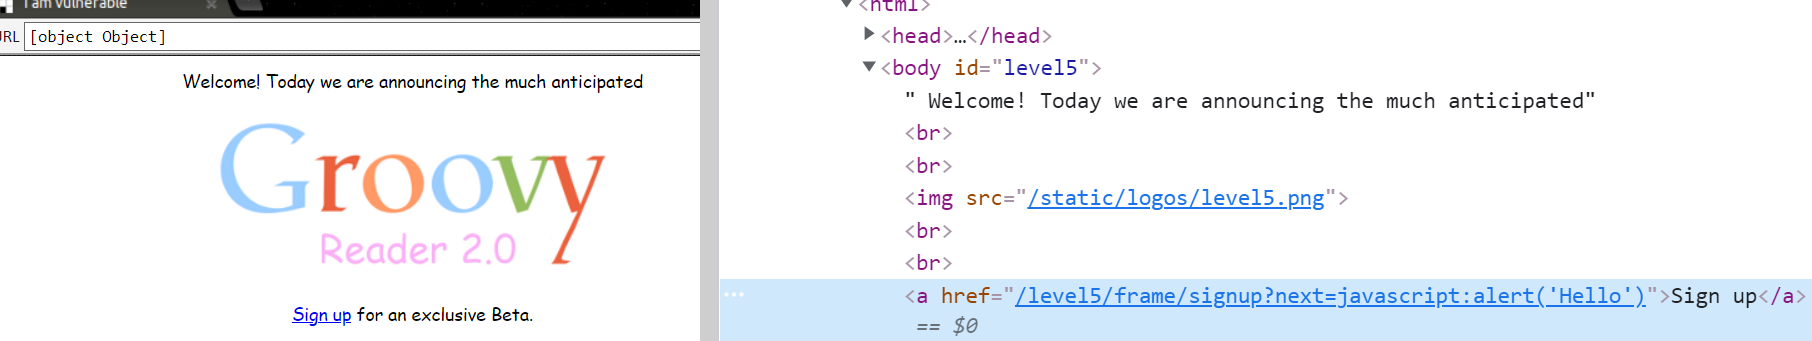 I am vulnerable
URL [object Object]
Welcome! Today we are announcing the much anticipated
Groovy
Reader 2.0
Sign up for an exclusive Beta.
<html>
<head>…</head>
<body id="level5">
" Welcome! Today we are announcing the much anticipated"
<br>
<br>
<img src="/static/logos/level5.png">
<br>
<br>
<a href="/level5/frame/signup?next=javascript:alert('Hello')">Sign up</a>
== $0